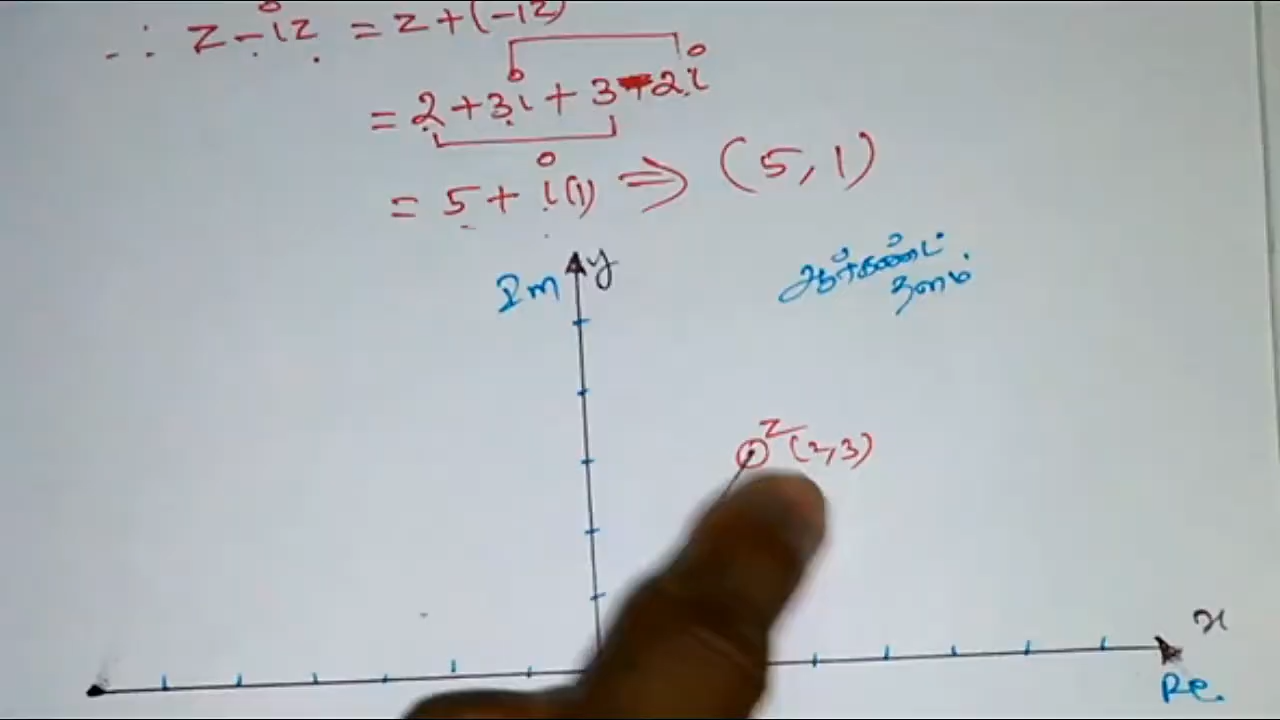 ∴ z - iz = z + (-iz)
= 2 + 3i + 3 - 2i
= 5 + i(1) ⇒ (5, 1)
Im y
ஆர்கண்ட்
தளம்
z (2,3)
x
Re